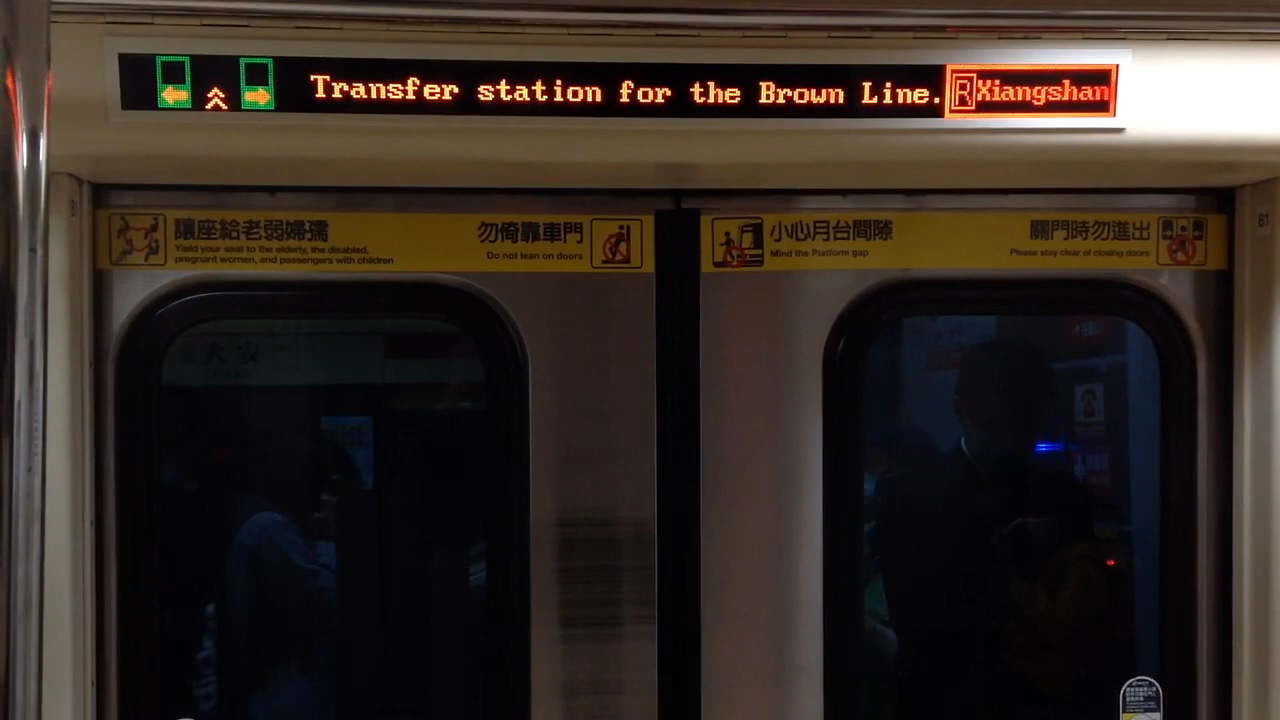 Transfer station for the Brown Line.
R Xiangshan
讓座給老弱婦孺
Yield your seat to the elderly, the disabled,
pregnant women, and passengers with children
勿倚靠車門
Do not lean on doors
小心月台間隙
Mind the Platform gap
關門時勿進出
Please stay clear of closing doors
B1
大安